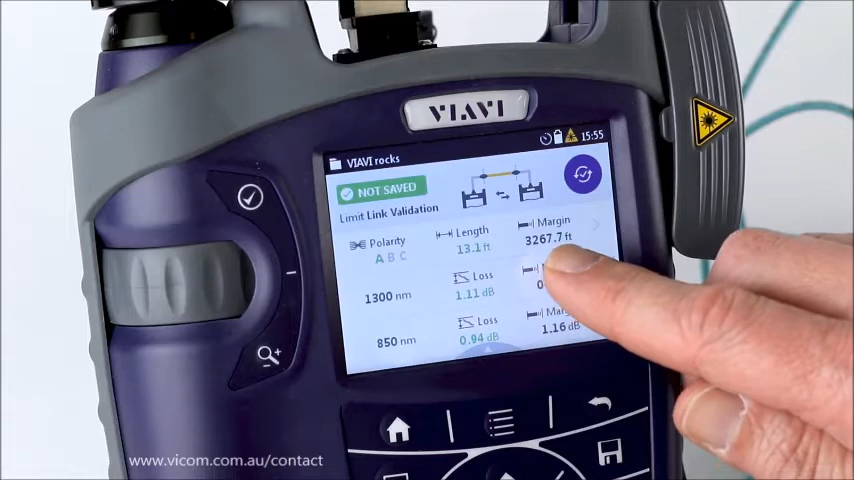 VIAVI
VIAVI rocks 15:55
NOT SAVED
Limit Link Validation
Polarity Length Margin
A B C 13.1 ft 3267.7 ft
1300 nm Loss
1.11 dB
850 nm Loss
0.94 dB 1.16 dB
www.vicom.com.au/contact